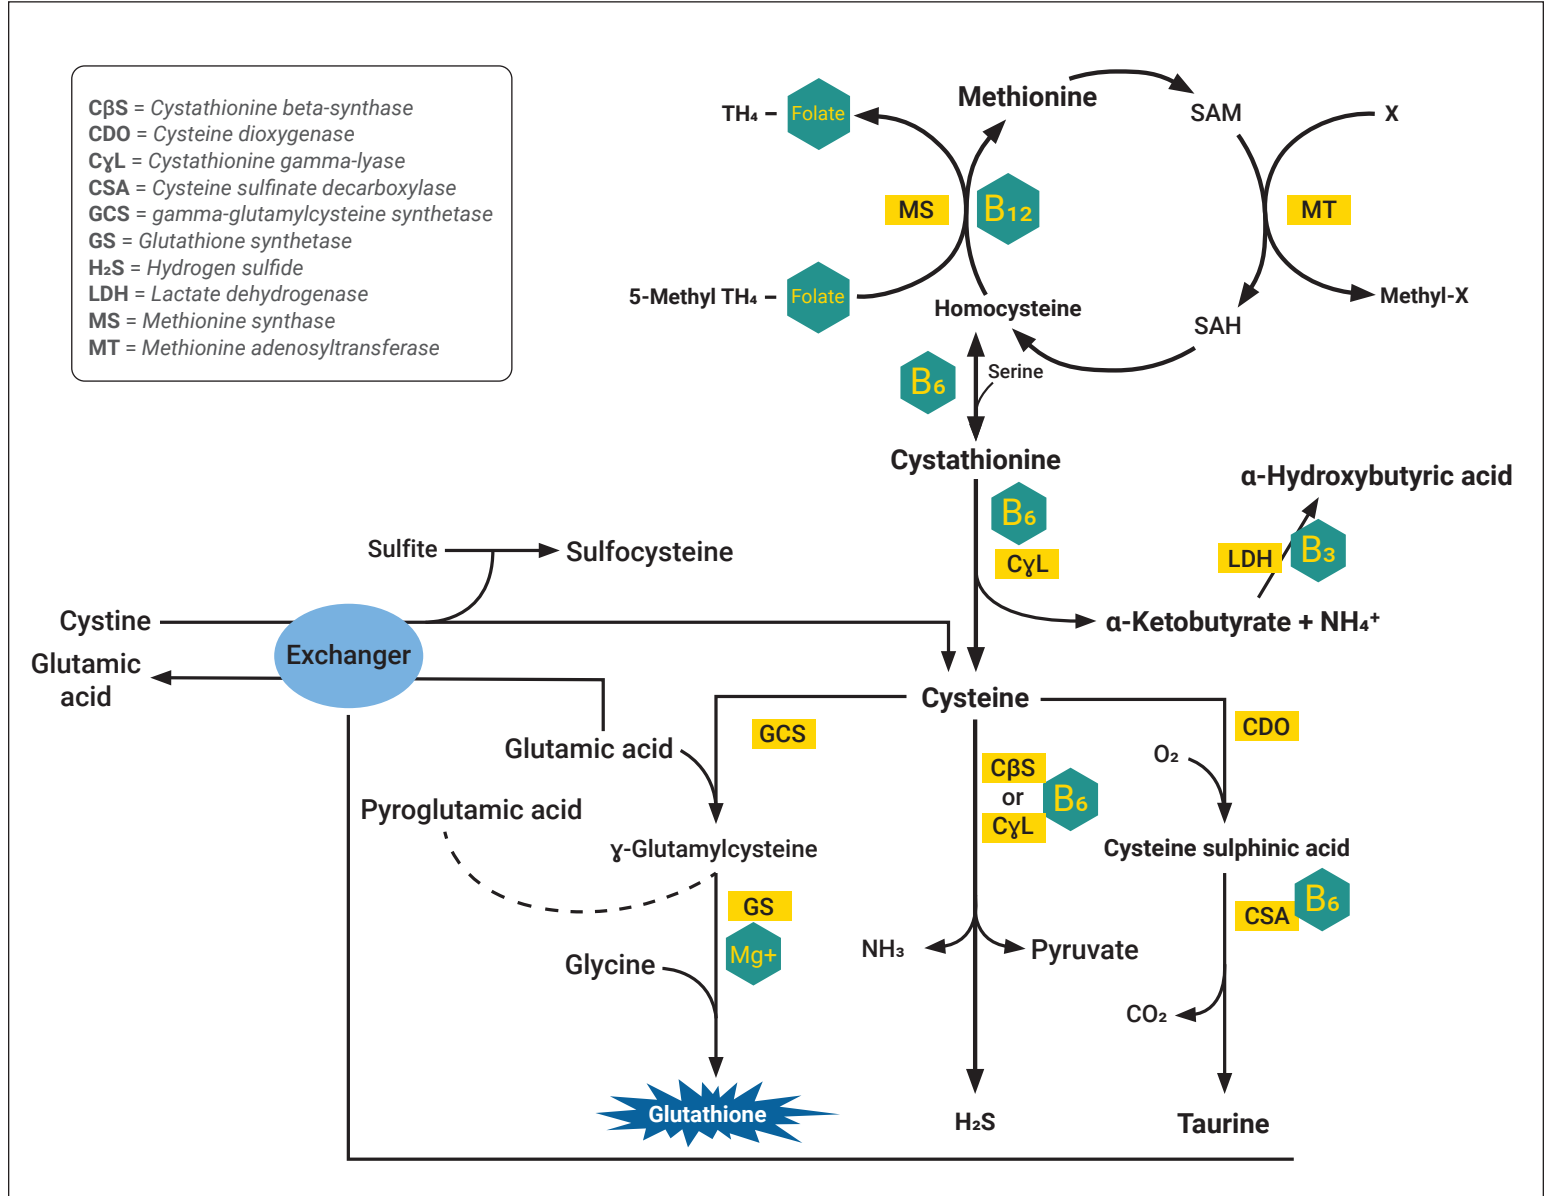 CβS = Cystathionine beta-synthase
CDO = Cysteine dioxygenase
CɣL = Cystathionine gamma-lyase
CSA = Cysteine sulfinate decarboxylase
GCS = gamma-glutamylcysteine synthetase
GS = Glutathione synthetase
H₂S = Hydrogen sulfide
LDH = Lactate dehydrogenase
MS = Methionine synthase
MT = Methionine adenosyltransferase
Methionine
TH₄ – Folate
SAM
X
MS
B₁₂
MT
5-Methyl TH₄ – Folate
Homocysteine
Methyl-X
SAH
B₆
Serine
Cystathionine
α-Hydroxybutyric acid
B₆
CɣL
LDH
B₃
Sulfite
Sulfocysteine
Cystine
α-Ketobutyrate + NH₄⁺
Exchanger
Glutamic
acid
Cysteine
GCS
CDO
Glutamic acid
O₂
CβS
or
CɣL
B₆
Pyroglutamic acid
ɣ-Glutamylcysteine
Cysteine sulphinic acid
GS
CSA
B₆
Mg+
Glycine
NH₃
Pyruvate
CO₂
Glutathione
H₂S
Taurine